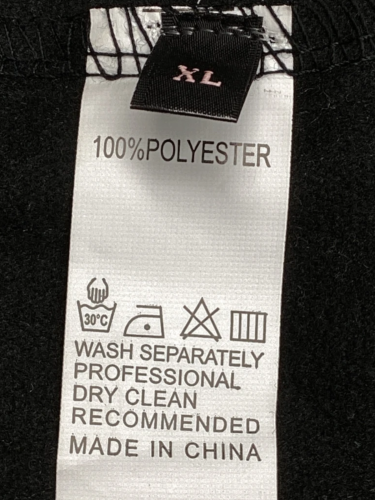 XL
100%POLYESTER
30°C
WASH SEPARATELY
PROFESSIONAL
DRY CLEAN
RECOMMENDED
MADE IN CHINA